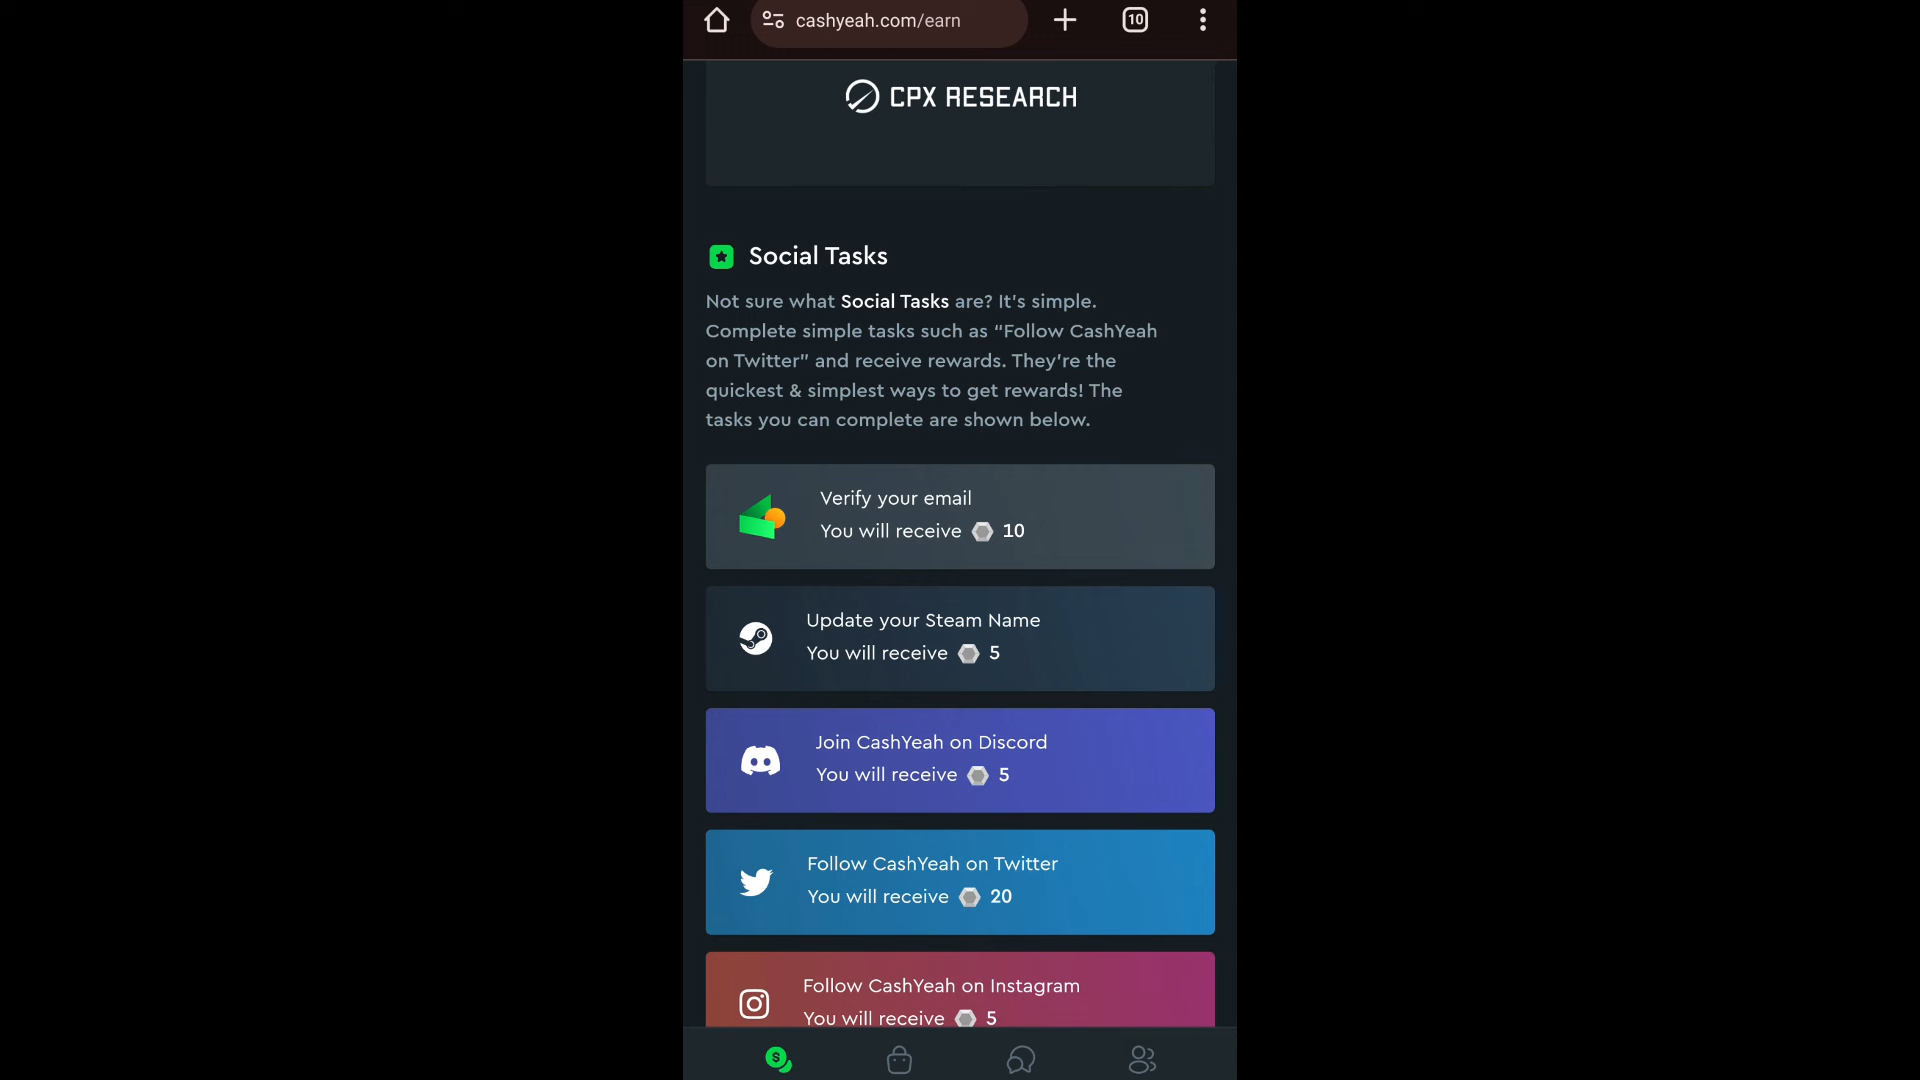 cashyeah.com/earn
10
CPX RESEARCH
Social Tasks
Not sure what Social Tasks are? It's simple.
Complete simple tasks such as “Follow CashYeah
on Twitter” and receive rewards. They're the
quickest & simplest ways to get rewards! The
tasks you can complete are shown below.
Verify your email
You will receive 10
Update your Steam Name
You will receive 5
Join CashYeah on Discord
You will receive 5
Follow CashYeah on Twitter
You will receive 20
Follow CashYeah on Instagram
You will receive 5